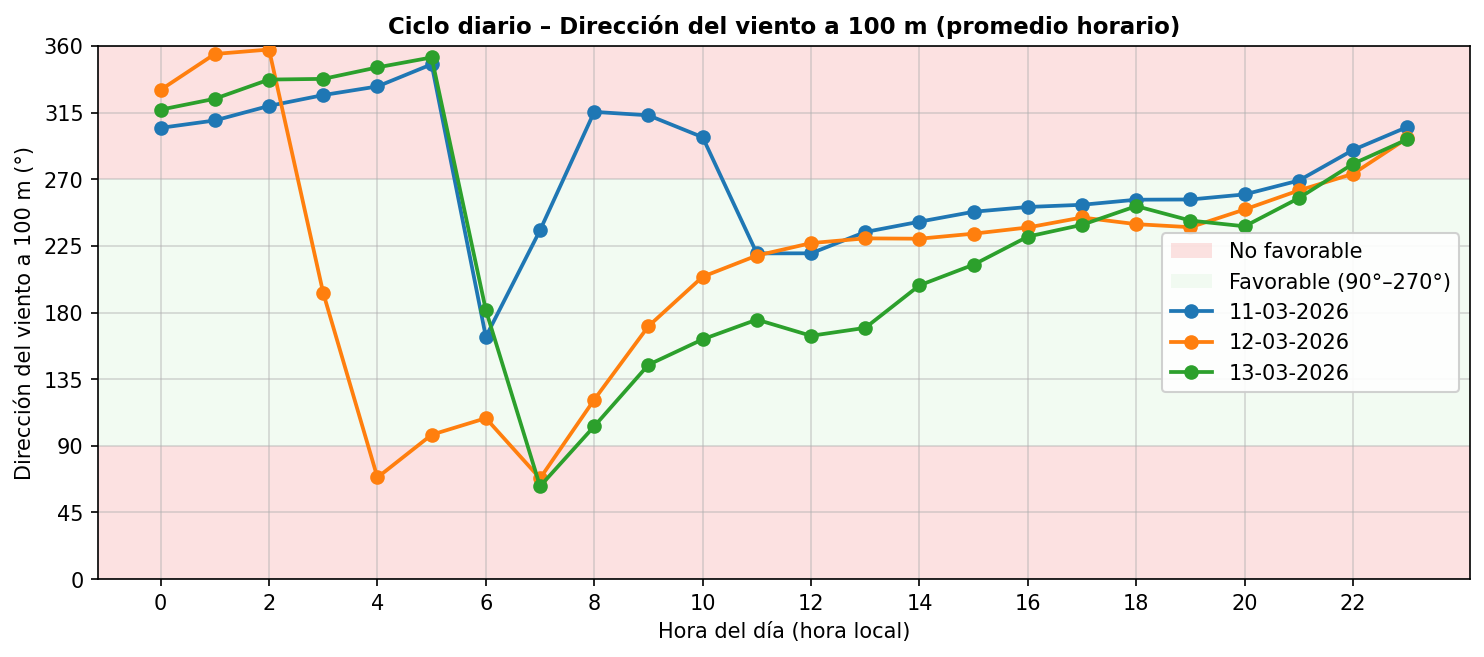 Ciclo diario – Dirección del viento a 100 m (promedio horario)
Dirección del viento a 100 m (°)
360
315
270
225
180
135
90
45
0
No favorable
Favorable (90°–270°)
11-03-2026
12-03-2026
13-03-2026
0 2 4 6 8 10 12 14 16 18 20 22
Hora del día (hora local)